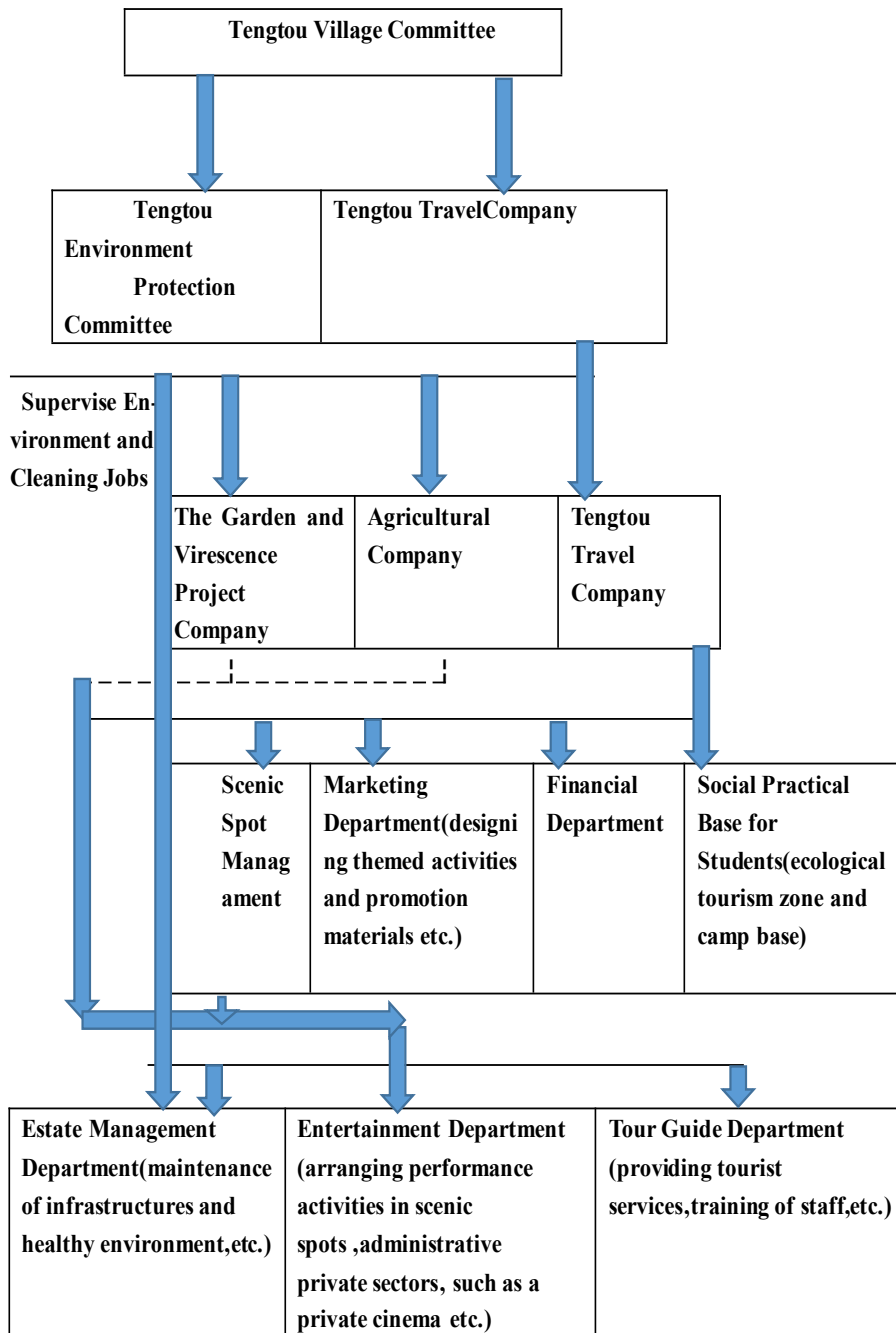 Tengtou Village Committee
Tengtou
Environment
Protection
Committee
Tengtou TravelCompany
Supervise En-
vironment and
Cleaning Jobs
The Garden and
Virescence
Project
Company
Agricultural
Company
Tengtou
Travel
Company
Scenic
Spot
Manag
ament
Marketing
Department(designi
ng themed activities
and promotion
materials etc.)
Financial
Department
Social Practical
Base for
Students(ecological
tourism zone and
camp base)
Estate Management
Department(maintenance
of infrastructures and
healthy environment,etc.)
Entertainment Department
(arranging performance
activities in scenic
spots ,administrative
private sectors, such as a
private cinema etc.)
Tour Guide Department
(providing tourist
services,training of staff,etc.)